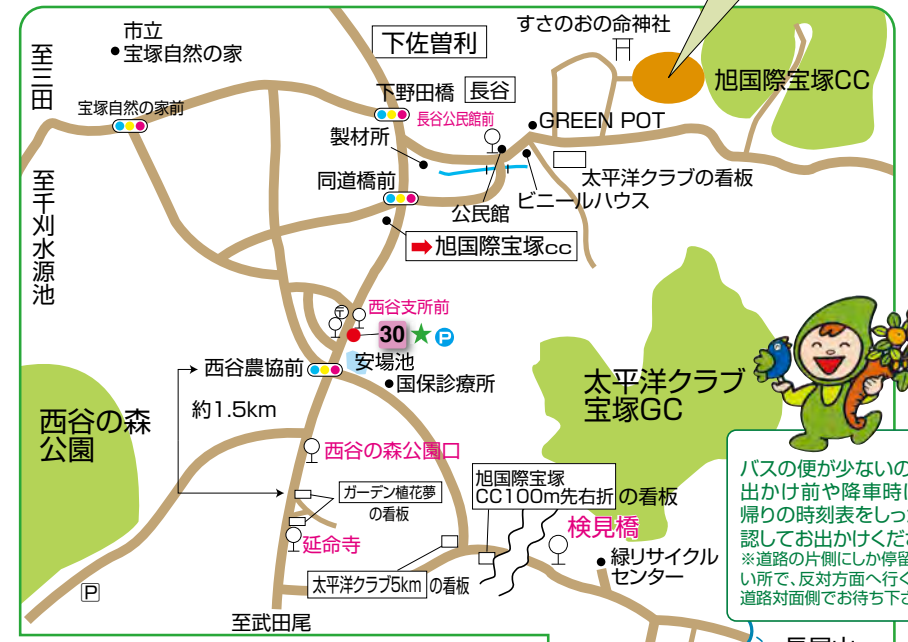 市立
宝塚自然の家
下佐曽利
すさのおの命神社
至三田
宝塚自然の家前
下野田橋
長谷
旭国際宝塚CC
長谷公民館前
GREEN POT
製材所
太平洋クラブの看板
ビニールハウス
至千刈水源池
同道橋前
公民館
➡旭国際宝塚cc
〒
西谷支所前
30 ★ P
安場池
西谷農協前
国保診療所
約1.5km
太平洋クラブ
宝塚GC
西谷の森
公園
西谷の森公園口
ガーデン植花夢
の看板
旭国際宝塚
CC100m先右折 の看板
延命寺
検見橋
緑リサイクル
センター
太平洋クラブ5km の看板
P
至武田尾
バスの便が少ないの
出かけ前や降車時に
帰りの時刻表をしっ
認してお出かけくだ
※道路の片側にしか停留
い所で、反対方面へ行く
道路対面側でお待ち下さ